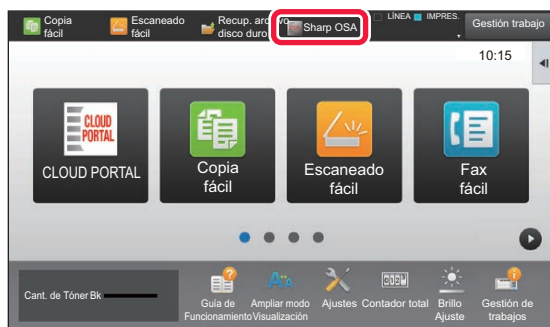 Copia
fácil
Escaneado
fácil
Recup. archivo
disco duro
Sharp OSA
LÍNEA
IMPRES.
Gestión trabajo
10:15
CLOUD
PORTAL
CLOUD PORTAL
Copia
fácil
Escaneado
fácil
Fax
fácil
Cant. de Tóner Bk
Guía de
Funcionamiento
Ampliar modo
Visualización
Ajustes
Contador total
Brillo
Ajuste
Gestión de
trabajos